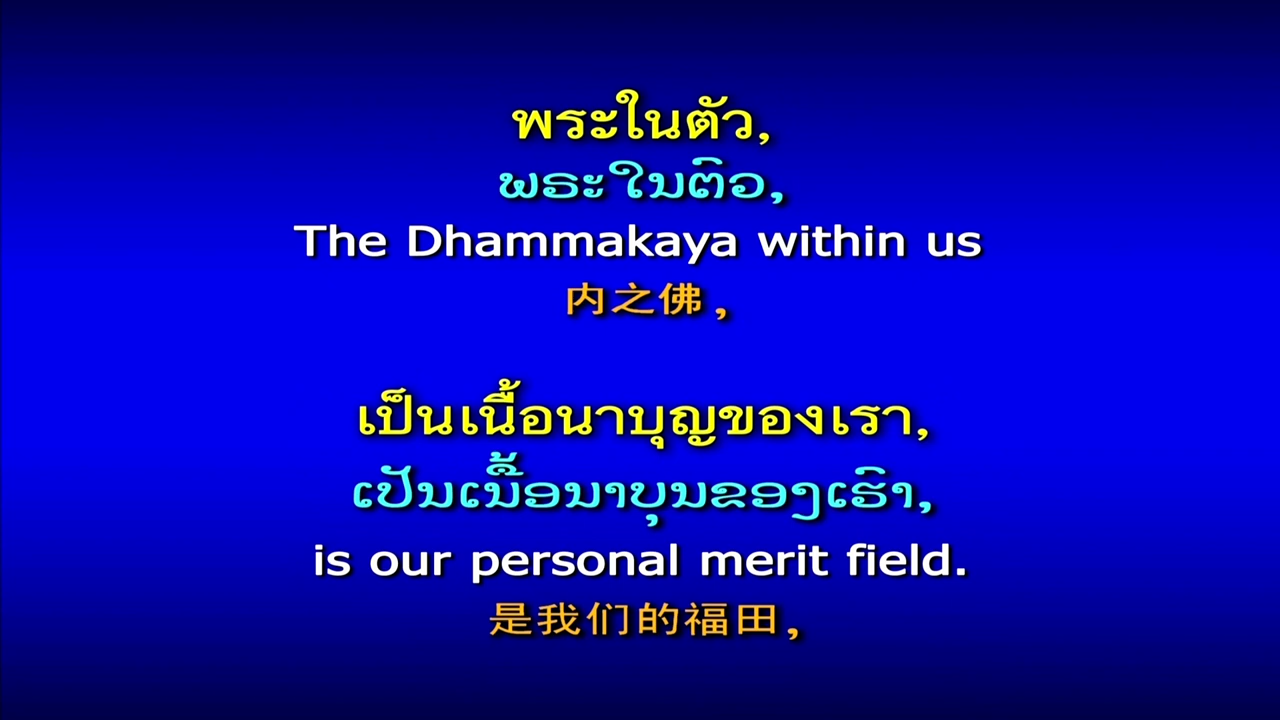 พระในตัว,
ພຣະໃນຕົວ,
The Dhammakaya within us
内之佛，
เป็นเนื้อนาบุญของเรา,
ເປັນເນື້ອນາບຸນຂອງເຮົາ,
is our personal merit field.
是我们的福田，